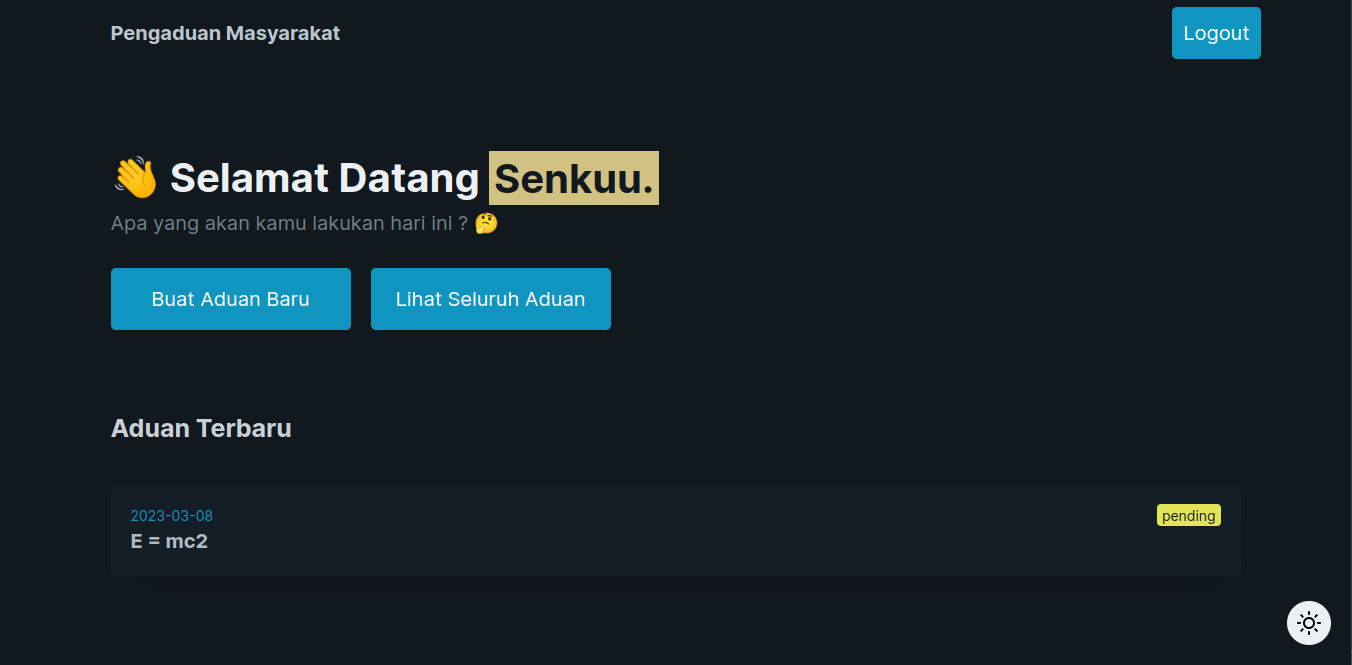 Pengaduan Masyarakat
Logout
👋 Selamat Datang Senkuu.
Apa yang akan kamu lakukan hari ini ? 🤔
Buat Aduan Baru
Lihat Seluruh Aduan
Aduan Terbaru
2023-03-08
pending
E = mc2